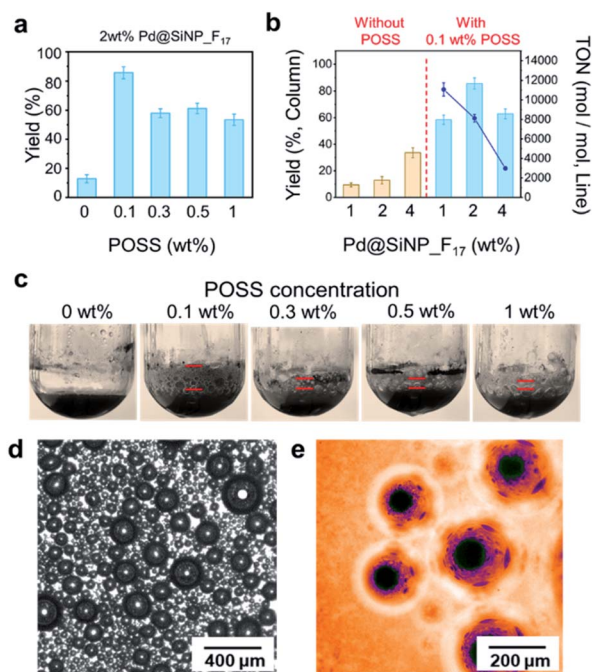 a
2wt% Pd@SiNP_F17
Yield (%)
100
80
60
40
20
0
0 0.1 0.3 0.5 1
POSS (wt%)
b
Without POSS
With 0.1 wt% POSS
Yield (%, Column)
100
80
60
40
20
0
TON (mol / mol, Line)
14000
12000
10000
8000
6000
4000
2000
0
1 2 4 1 2 4
Pd@SiNP_F17 (wt%)
c
POSS concentration
0 wt% 0.1 wt% 0.3 wt% 0.5 wt% 1 wt%
d
400 µm
e
200 µm